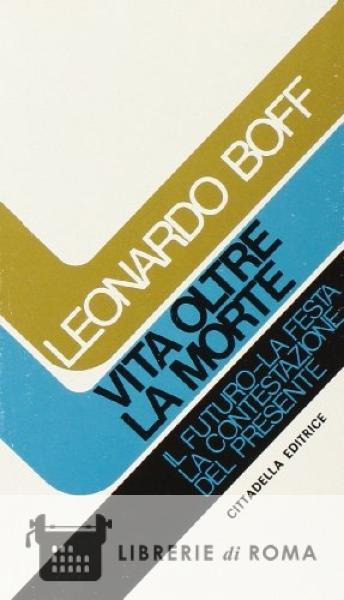 LEONARDO BOFF
VITA OLTRE
LA MORTE
IL FUTURO-LA FESTA
LA CONTESTAZIONE
DEL PRESENTE
CITTADELLA EDITRICE
LIBRERIE di ROMA